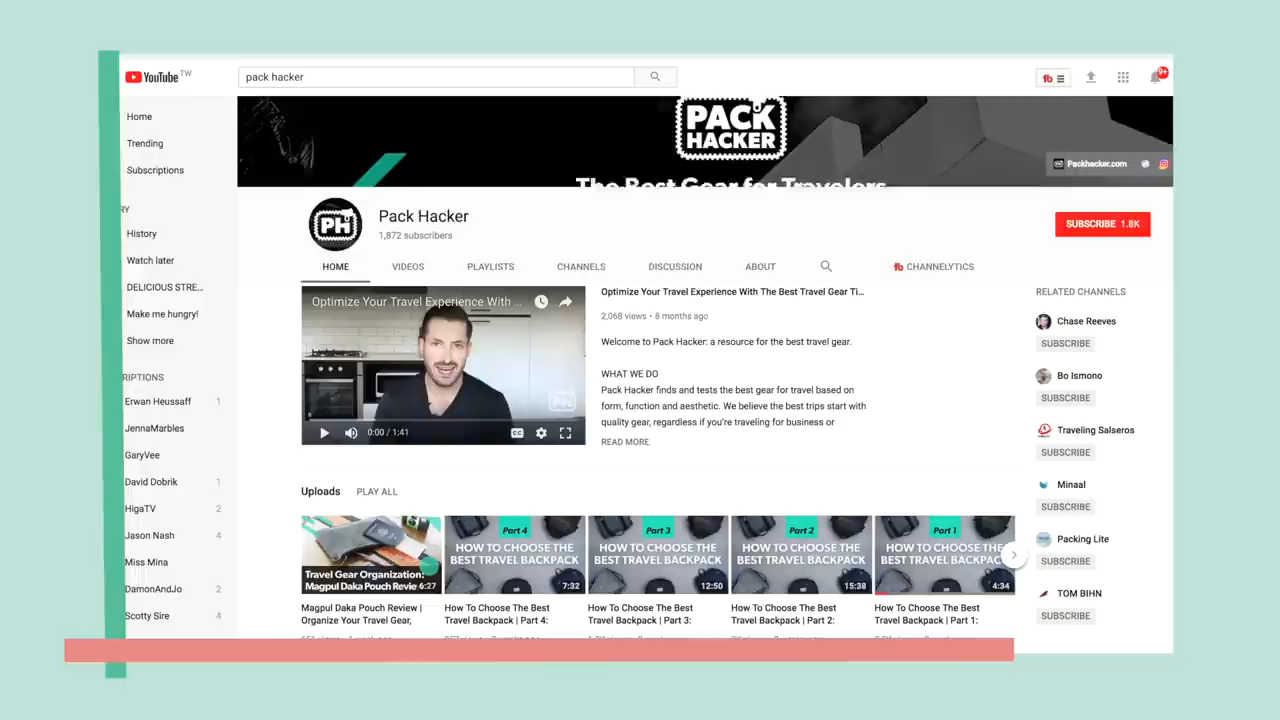 YouTube TW
pack hacker
9+
Home
Trending
Subscriptions
RY
History
Watch later
DELICIOUS STRE...
Make me hungry!
Show more
RIPTIONS
Erwan Heussaff 1
JennaMarbles
GaryVee
David Dobrik 1
HigaTV 2
Jason Nash 4
Miss Mina
DamonAndJo 2
Scotty Sire 4
PACK
HACKER
The Best Gear for Travelers
Packhacker.com
PH
Pack Hacker
1,872 subscribers
SUBSCRIBE 1.8K
HOME VIDEOS PLAYLISTS CHANNELS DISCUSSION ABOUT CHANNELYTICS
Optimize Your Travel Experience With ...
0:00 / 1:41
CC
Optimize Your Travel Experience With The Best Travel Gear Ti...
2,068 views • 8 months ago
Welcome to Pack Hacker: a resource for the best travel gear.
WHAT WE DO
Pack Hacker finds and tests the best gear for travel based on
form, function and aesthetic. We believe the best trips start with
quality gear, regardless if you're traveling for business or
READ MORE
RELATED CHANNELS
Chase Reeves
SUBSCRIBE
Bo Ismono
SUBSCRIBE
Traveling Salseros
SUBSCRIBE
Minaal
SUBSCRIBE
Packing Lite
SUBSCRIBE
TOM BIHN
SUBSCRIBE
Uploads PLAY ALL
Travel Gear Organization:
Magpul Daka Pouch Review
6:27
Magpul Daka Pouch Review |
Organize Your Travel Gear,
Part 4
HOW TO CHOOSE THE
BEST TRAVEL BACKPACK
7:32
How To Choose The Best
Travel Backpack | Part 4:
Part 3
HOW TO CHOOSE THE
BEST TRAVEL BACKPACK
12:50
How To Choose The Best
Travel Backpack | Part 3:
Part 2
HOW TO CHOOSE THE
BEST TRAVEL BACKPACK
15:38
How To Choose The Best
Travel Backpack | Part 2:
Part 1
HOW TO CHOOSE THE
BEST TRAVEL BACKPACK
4:34
How To Choose The Best
Travel Backpack | Part 1: